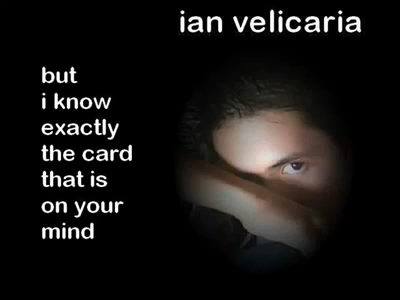 ian velicaria
but
i know
exactly
the card
that is
on your
mind